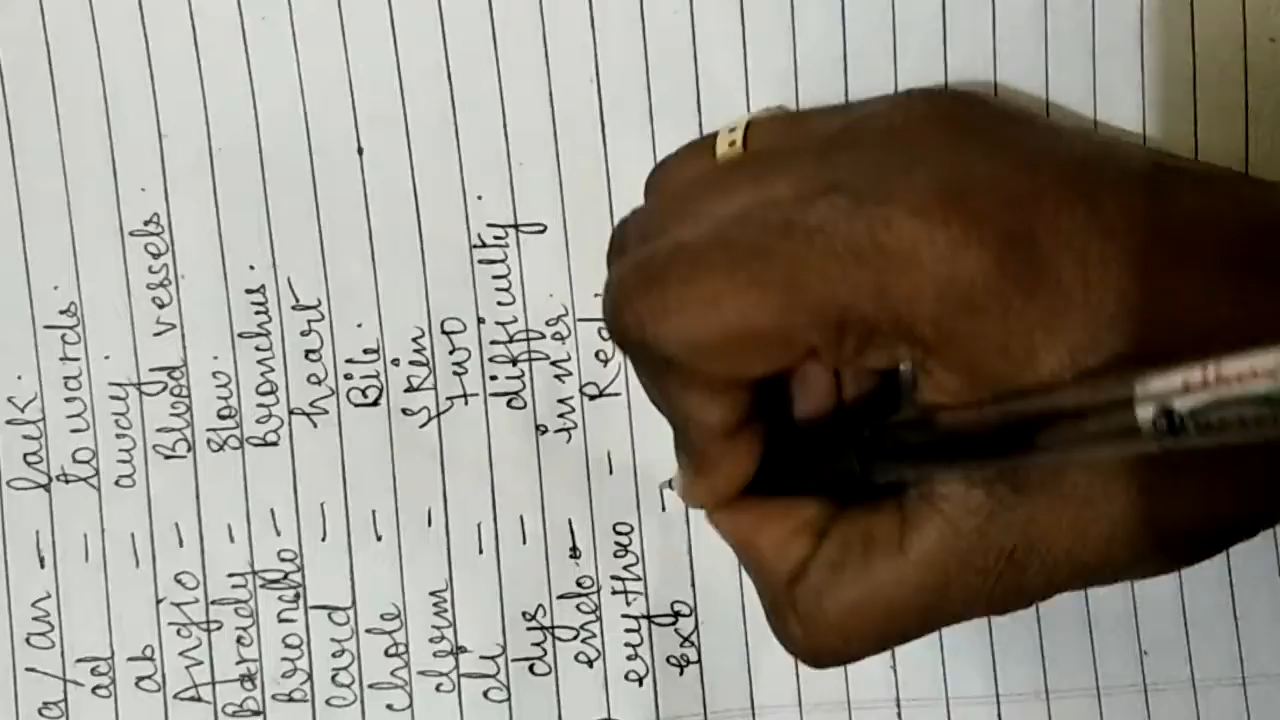 a/an - lack.
ad - towards.
ab - away
Angio - Blood vessels.
Baradly - Slow.
Broncho - Bronchus.
card - heart
chole - Bile.
derm - skin
di - two
dys - difficulty.
endo - inner.
erythro - Red.
Exo -